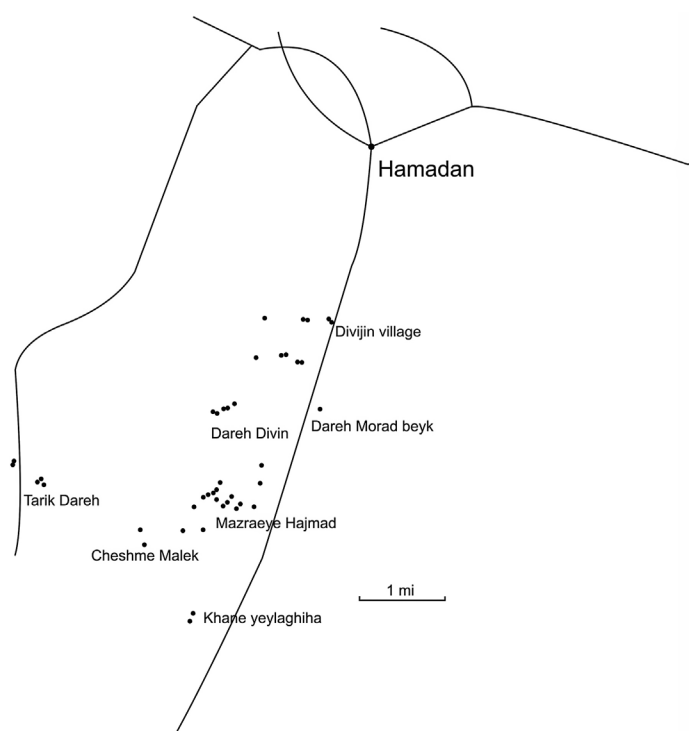 Hamadan
Divijin village
Dareh Morad beyk
Dareh Divin
Tarik Dareh
Mazraeye Hajmad
Cheshme Malek
1 mi
Khane yeylaghiha